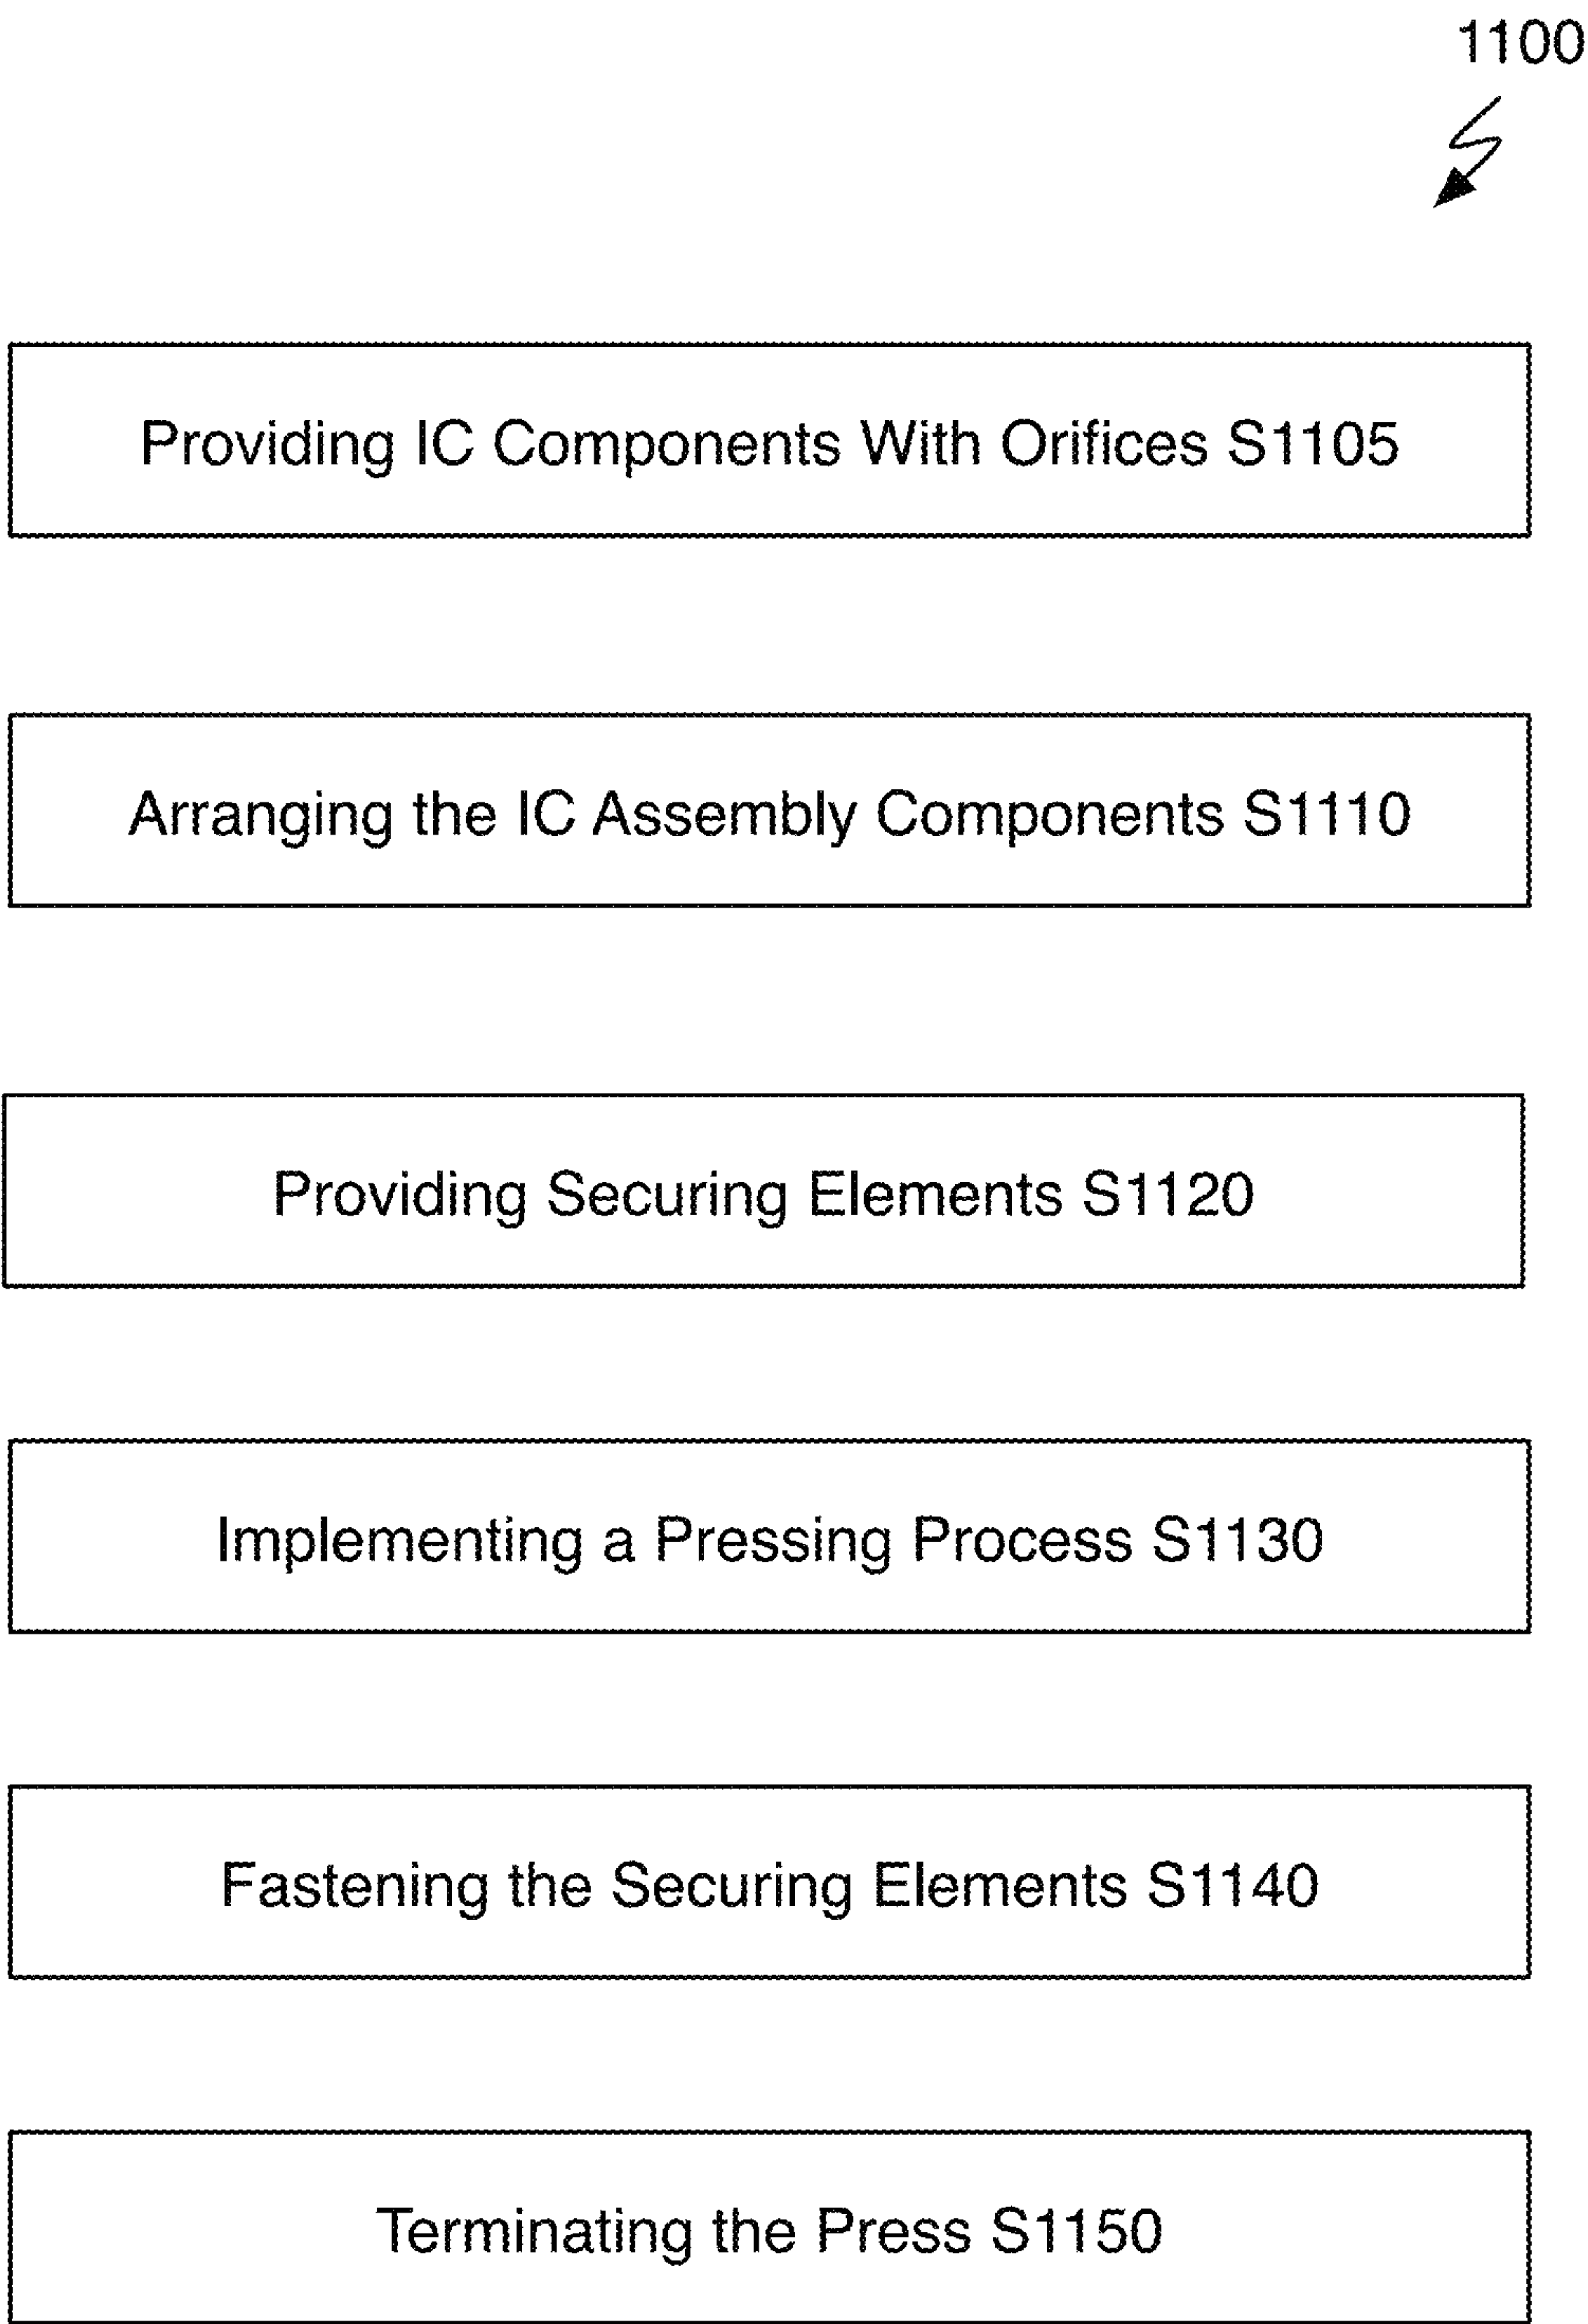 1100
Providing IC Components With Orifices S1105
Arranging the IC Assembly Components S1110
Providing Securing Elements S1120
Implementing a Pressing Process S1130
Fastening the Securing Elements S1140
Terminating the Press S1150